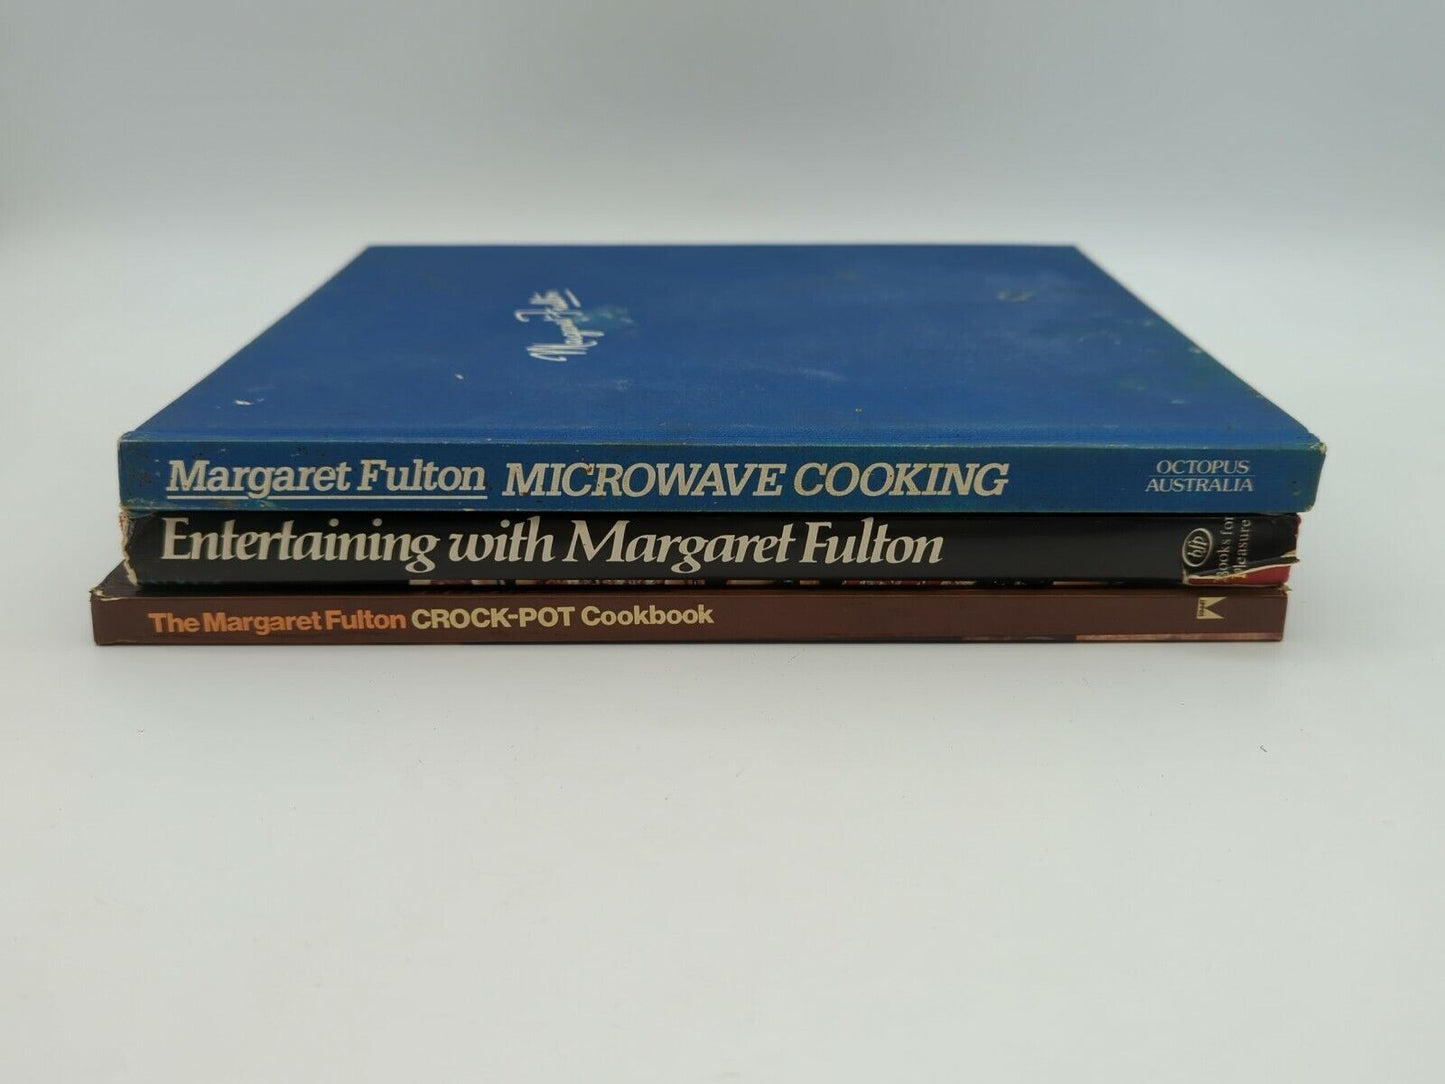 Margaret Fulton
Margaret Fulton MICROWAVE COOKING
OCTOPUS
AUSTRALIA
Entertaining with Margaret Fulton
bfp
Books for
Pleasure
The Margaret Fulton CROCK-POT Cookbook